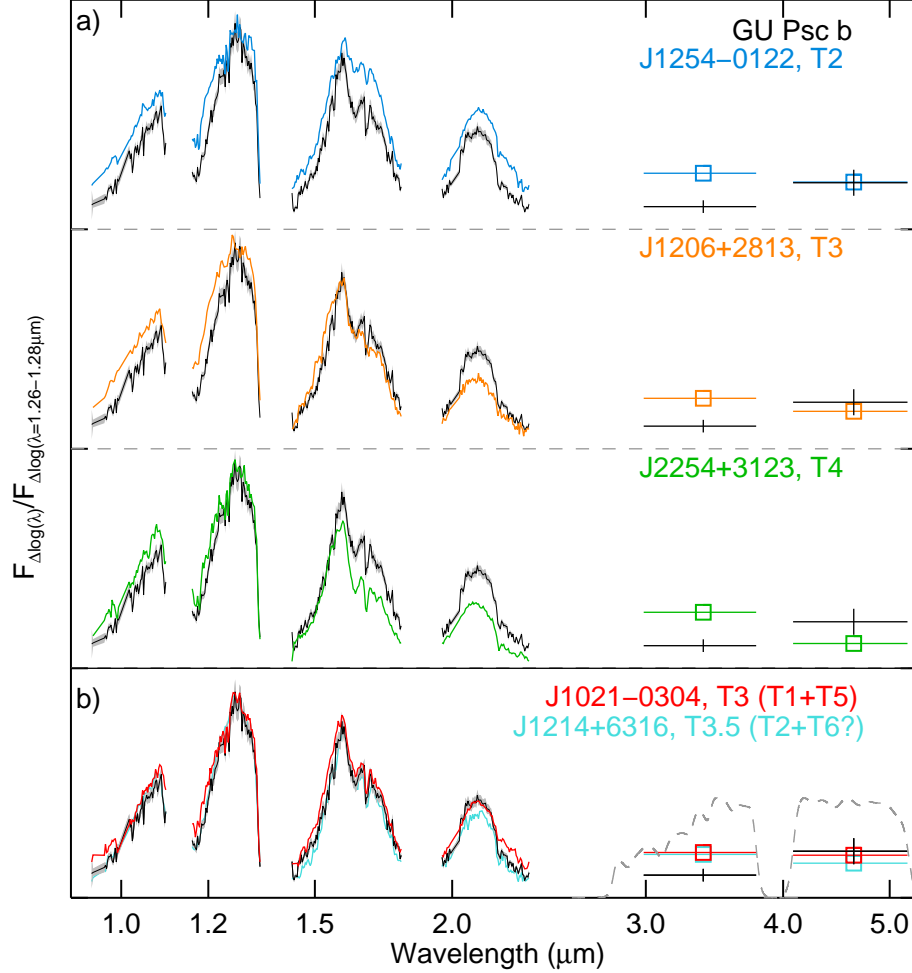 a)
GU Psc b
J1254−0122, T2
J1206+2813, T3
J2254+3123, T4
b)
J1021−0304, T3 (T1+T5)
J1214+6316, T3.5 (T2+T6?)
F Δlog(λ)/F Δlog(λ=1.26−1.28μm)
1.0 1.2 1.5 2.0 3.0 4.0 5.0
Wavelength (μm)